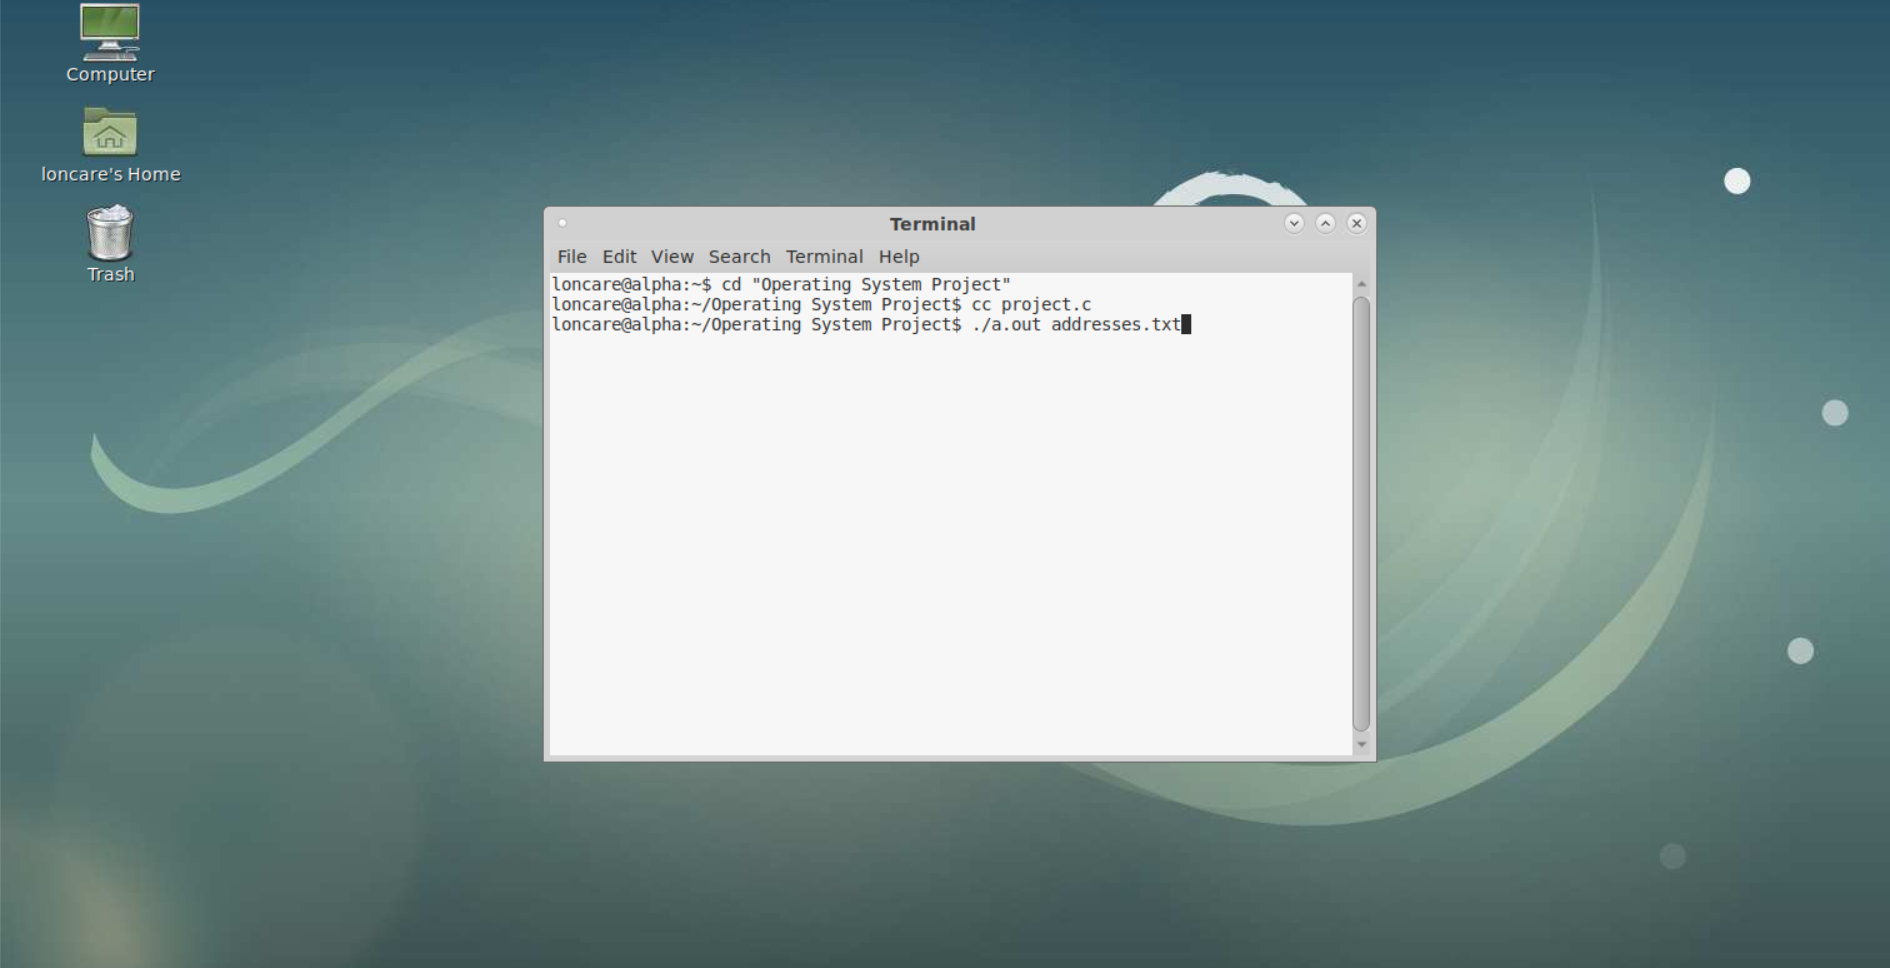 Computer
loncare's Home
Trash
Terminal
File Edit View Search Terminal Help
loncare@alpha:~$ cd "Operating System Project"
loncare@alpha:~/Operating System Project$ cc project.c
loncare@alpha:~/Operating System Project$ ./a.out addresses.txt